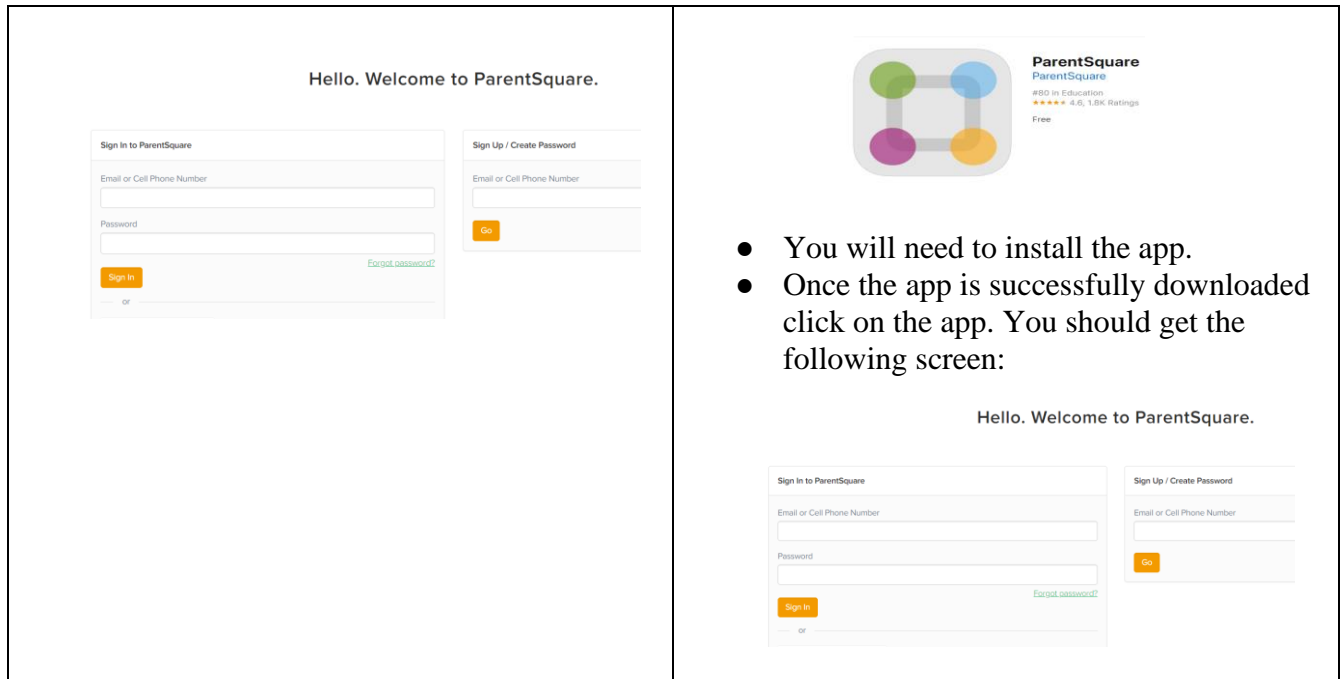 Hello. Welcome to ParentSquare.
Sign In to ParentSquare
Email or Cell Phone Number
Password
Forgot password?
Sign In
or
Sign Up / Create Password
Email or Cell Phone Number
Go
ParentSquare
ParentSquare
#80 in Education
★★★★★ 4.6, 1.8K Ratings
Free
● You will need to install the app.
● Once the app is successfully downloaded
click on the app. You should get the
following screen:
Hello. Welcome to ParentSquare.
Sign In to ParentSquare
Email or Cell Phone Number
Password
Forgot password?
Sign In
or
Sign Up / Create Password
Email or Cell Phone Number
Go